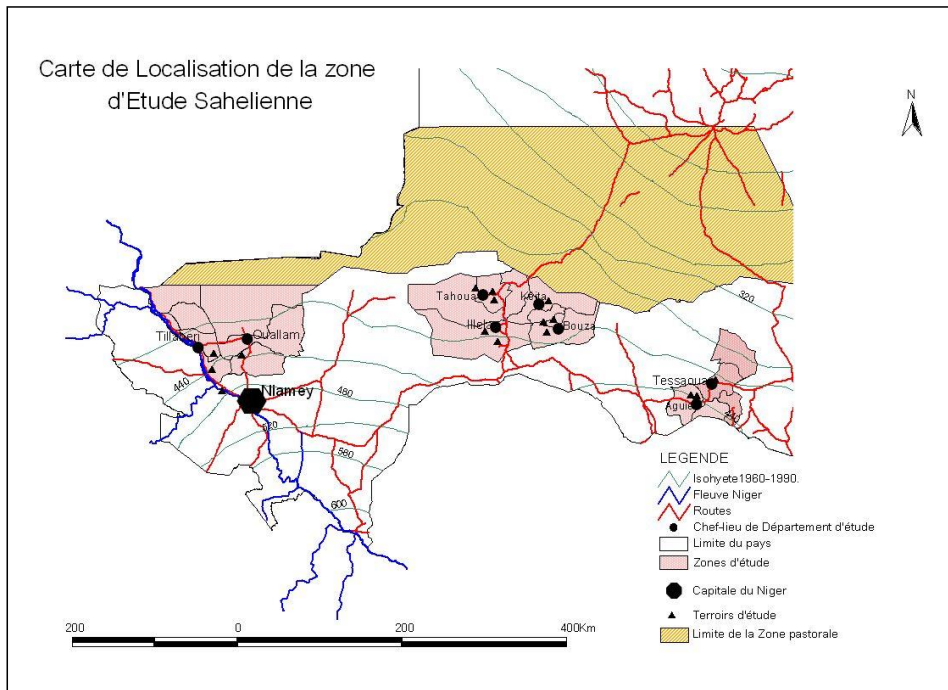 Carte de Localisation de la zone
d'Etude Sahelienne
N
320
Tahoua
Keita
Illela
Bouza
Tillaberi
Ouallam
Tessaoua
440
Niamey
480
Aguie
520
560
600
LEGENDE
Isohyete1960-1990.
Fleuve Niger
Routes
Chef-lieu de Département d'étude
Limite du pays
Zones d'étude
Capitale du Niger
Terroirs d'étude
Limite de la Zone pastorale
200 0 200 400Km